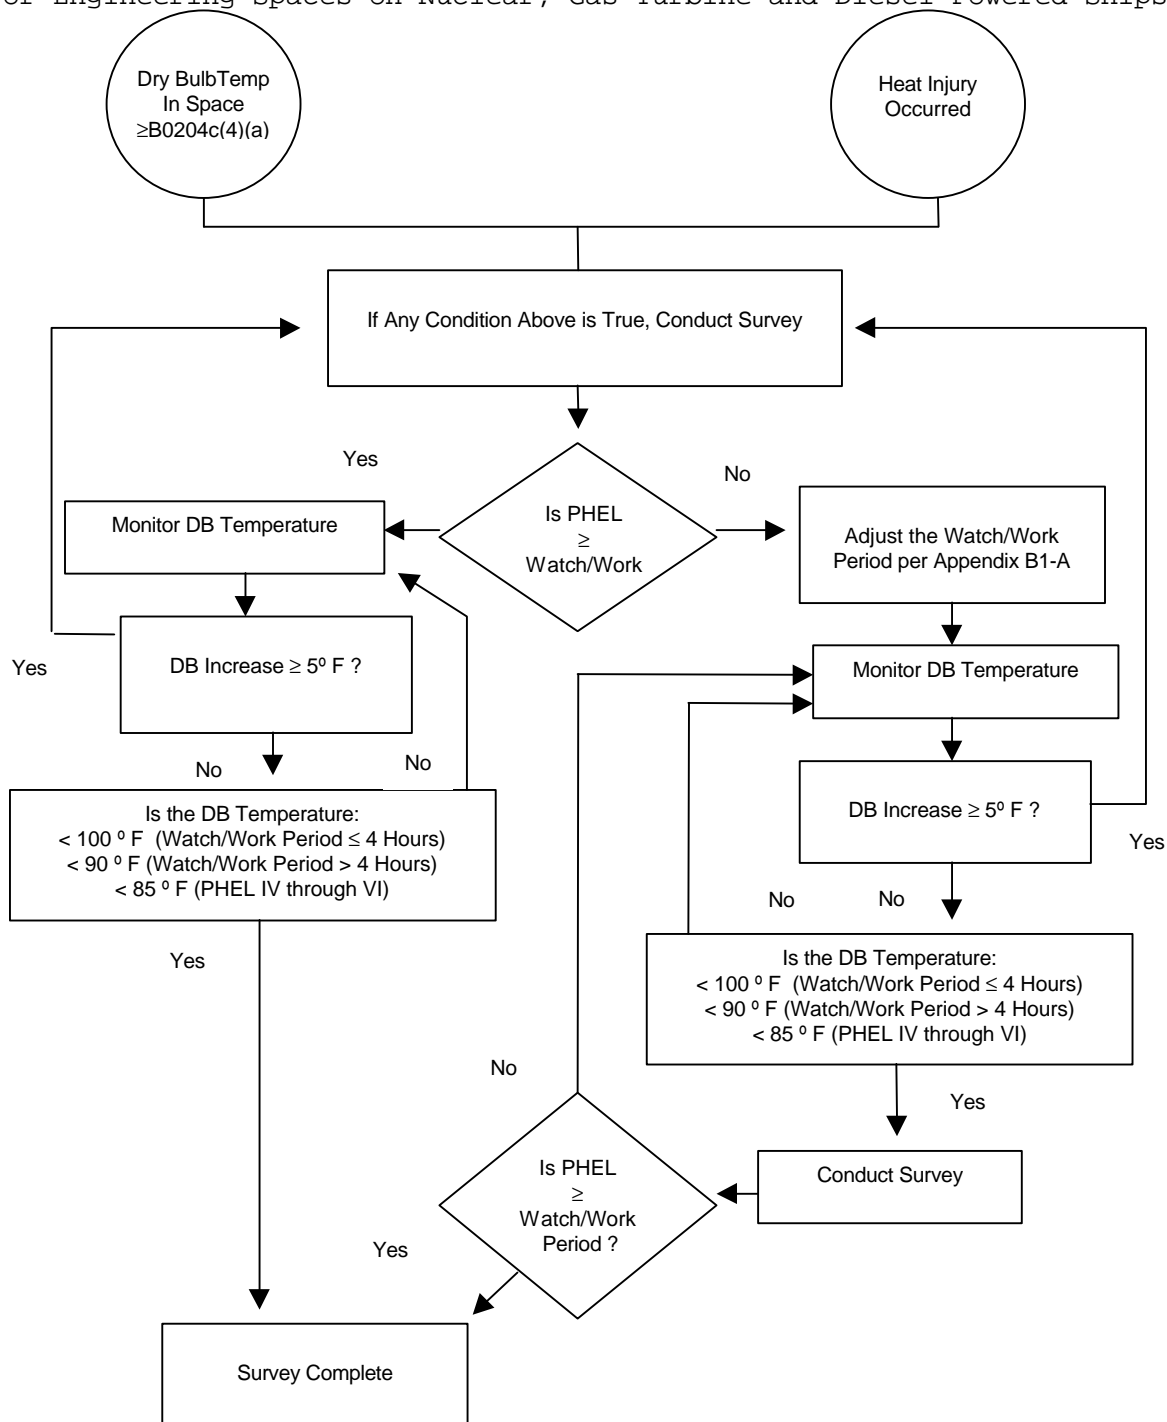 or Engineering Spaces on Nuclear, Gas Turbine and Diesel Powered Ships
Dry BulbTemp
In Space
≥B0204c(4)(a)
Heat Injury
Occurred
If Any Condition Above is True, Conduct Survey
Yes
No
Is PHEL
≥
Watch/Work
Monitor DB Temperature
Adjust the Watch/Work
Period per Appendix B1-A
Yes
DB Increase ≥ 5º F ?
Monitor DB Temperature
No
No
DB Increase ≥ 5º F ?
Yes
Is the DB Temperature:
< 100 º F (Watch/Work Period ≤ 4 Hours)
< 90 º F (Watch/Work Period > 4 Hours)
< 85 º F (PHEL IV through VI)
No
No
Yes
Is the DB Temperature:
< 100 º F (Watch/Work Period ≤ 4 Hours)
< 90 º F (Watch/Work Period > 4 Hours)
< 85 º F (PHEL IV through VI)
No
Yes
Is PHEL
≥
Watch/Work
Period ?
Conduct Survey
Yes
Survey Complete